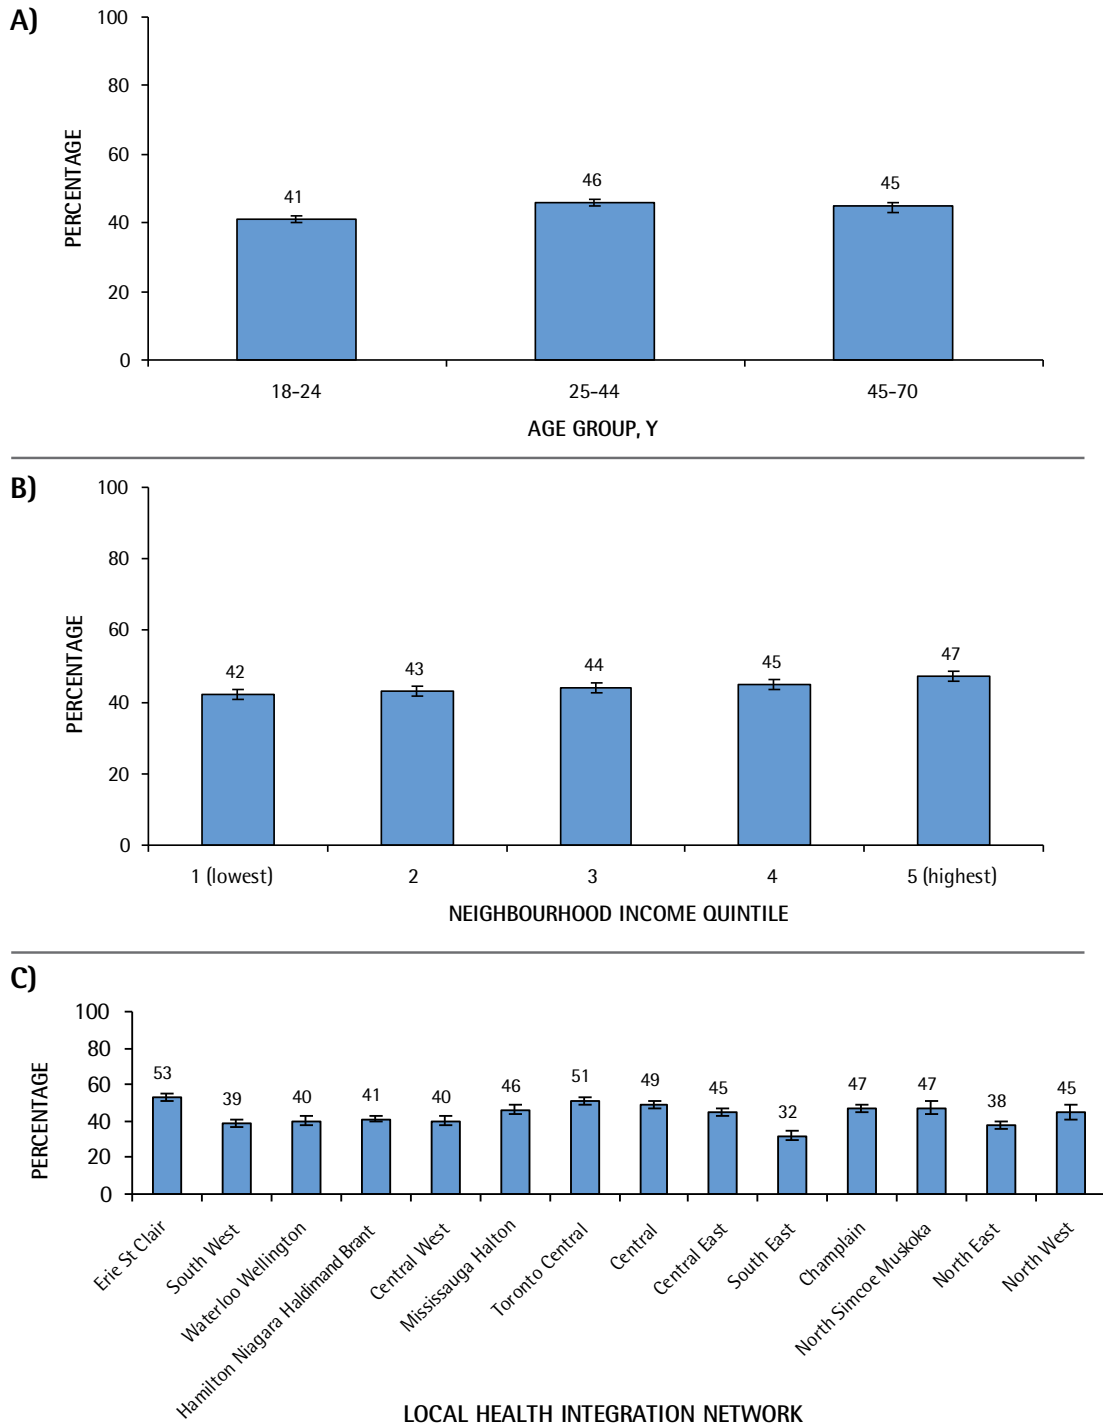 A)
PERCENTAGE
100
80
60
40
20
0
41
46
45
18-24
25-44
45-70
AGE GROUP, Y
B)
PERCENTAGE
100
80
60
40
20
0
42
43
44
45
47
1 (lowest)
2
3
4
5 (highest)
NEIGHBOURHOOD INCOME QUINTILE
C)
PERCENTAGE
100
80
60
40
20
0
53
39
40
41
40
46
51
49
45
32
47
47
38
45
Erie St Clair
South West
Waterloo Wellington
Hamilton Niagara Haldimand Brant
Central West
Mississauga Halton
Toronto Central
Central
Central East
South East
Champlain
North Simcoe Muskoka
North East
North West
LOCAL HEALTH INTEGRATION NETWORK